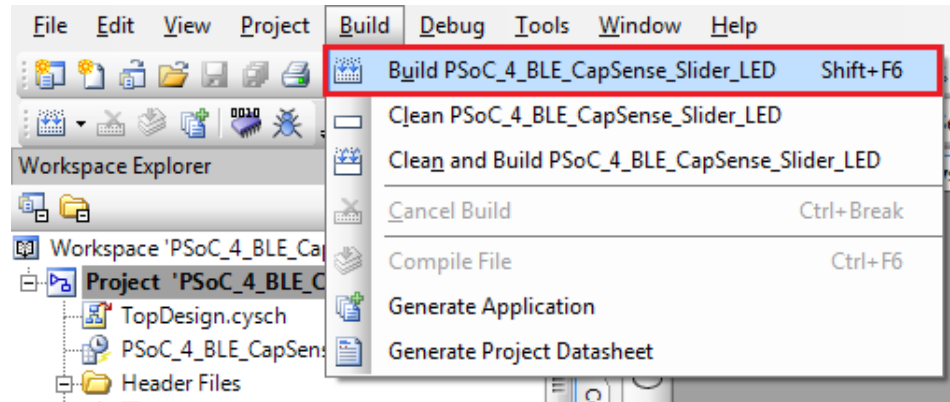 File Edit View Project Build Debug Tools Window Help
Build PSoC_4_BLE_CapSense_Slider_LED Shift+F6
0010
Clean PSoC_4_BLE_CapSense_Slider_LED
Workspace Explorer
Clean and Build PSoC_4_BLE_CapSense_Slider_LED
Cancel Build Ctrl+Break
Workspace 'PSoC_4_BLE_Cap
Compile File Ctrl+F6
Project 'PSoC_4_BLE_C
TopDesign.cysch
Generate Application
PSoC_4_BLE_CapSens
Generate Project Datasheet
Header Files